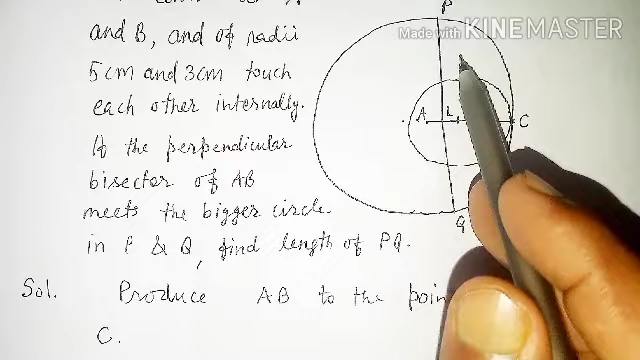 and B, and of radii
5cm and 3cm touch
each other internally.
If the perpendicular
bisector of AB
meets the bigger circle
in P & Q, find length of PQ.
Sol. Produce AB to the
C.
P
A
L
C
Q
Made with KINEMASTER